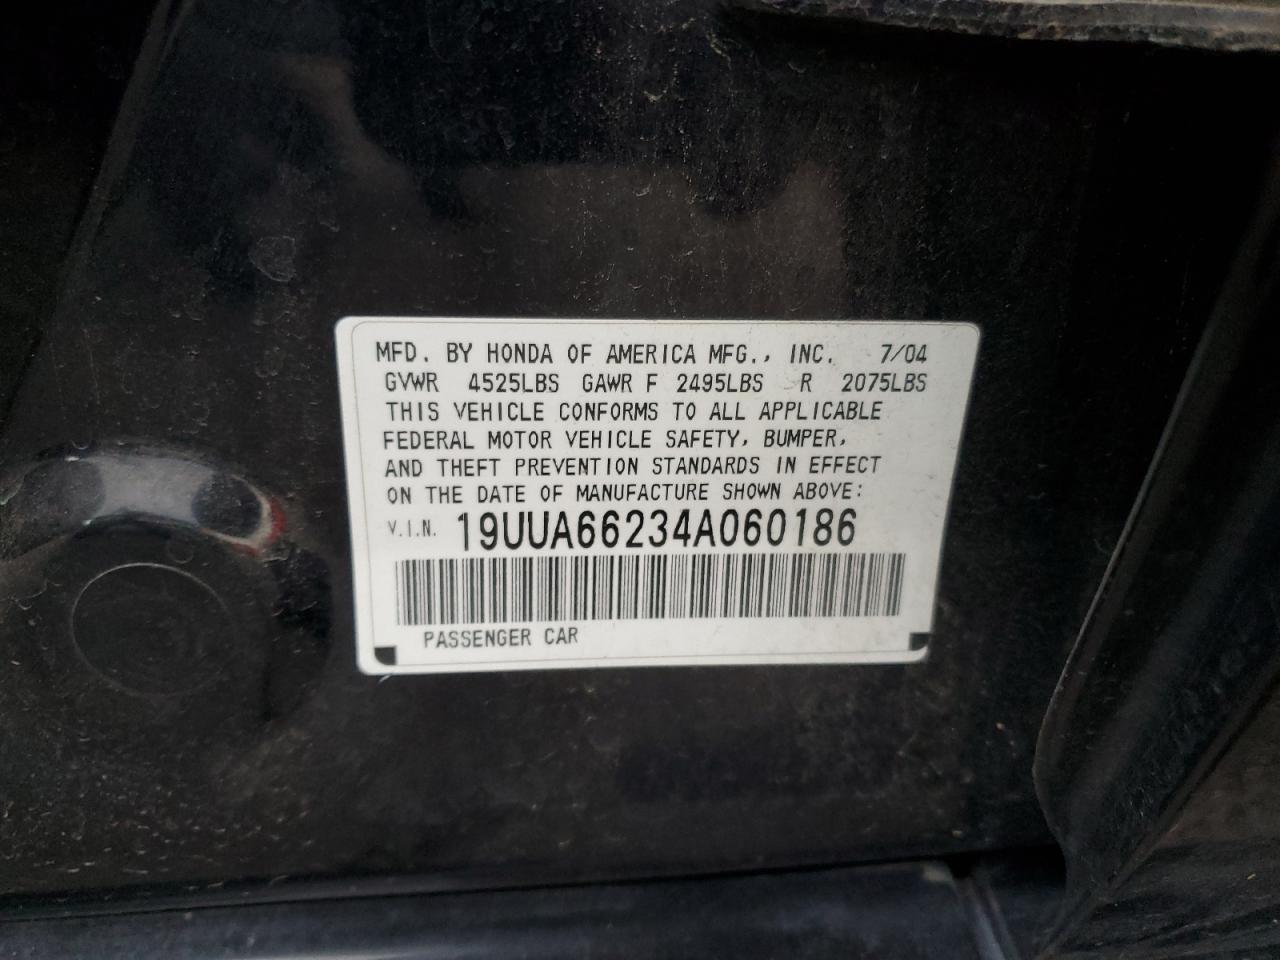 MFD. BY HONDA OF AMERICA MFG., INC. 7/04
GVWR 4525LBS GAWR F 2495LBS R 2075LBS
THIS VEHICLE CONFORMS TO ALL APPLICABLE
FEDERAL MOTOR VEHICLE SAFETY, BUMPER,
AND THEFT PREVENTION STANDARDS IN EFFECT
ON THE DATE OF MANUFACTURE SHOWN ABOVE:
V.I.N. 19UUA66234A060186
PASSENGER CAR